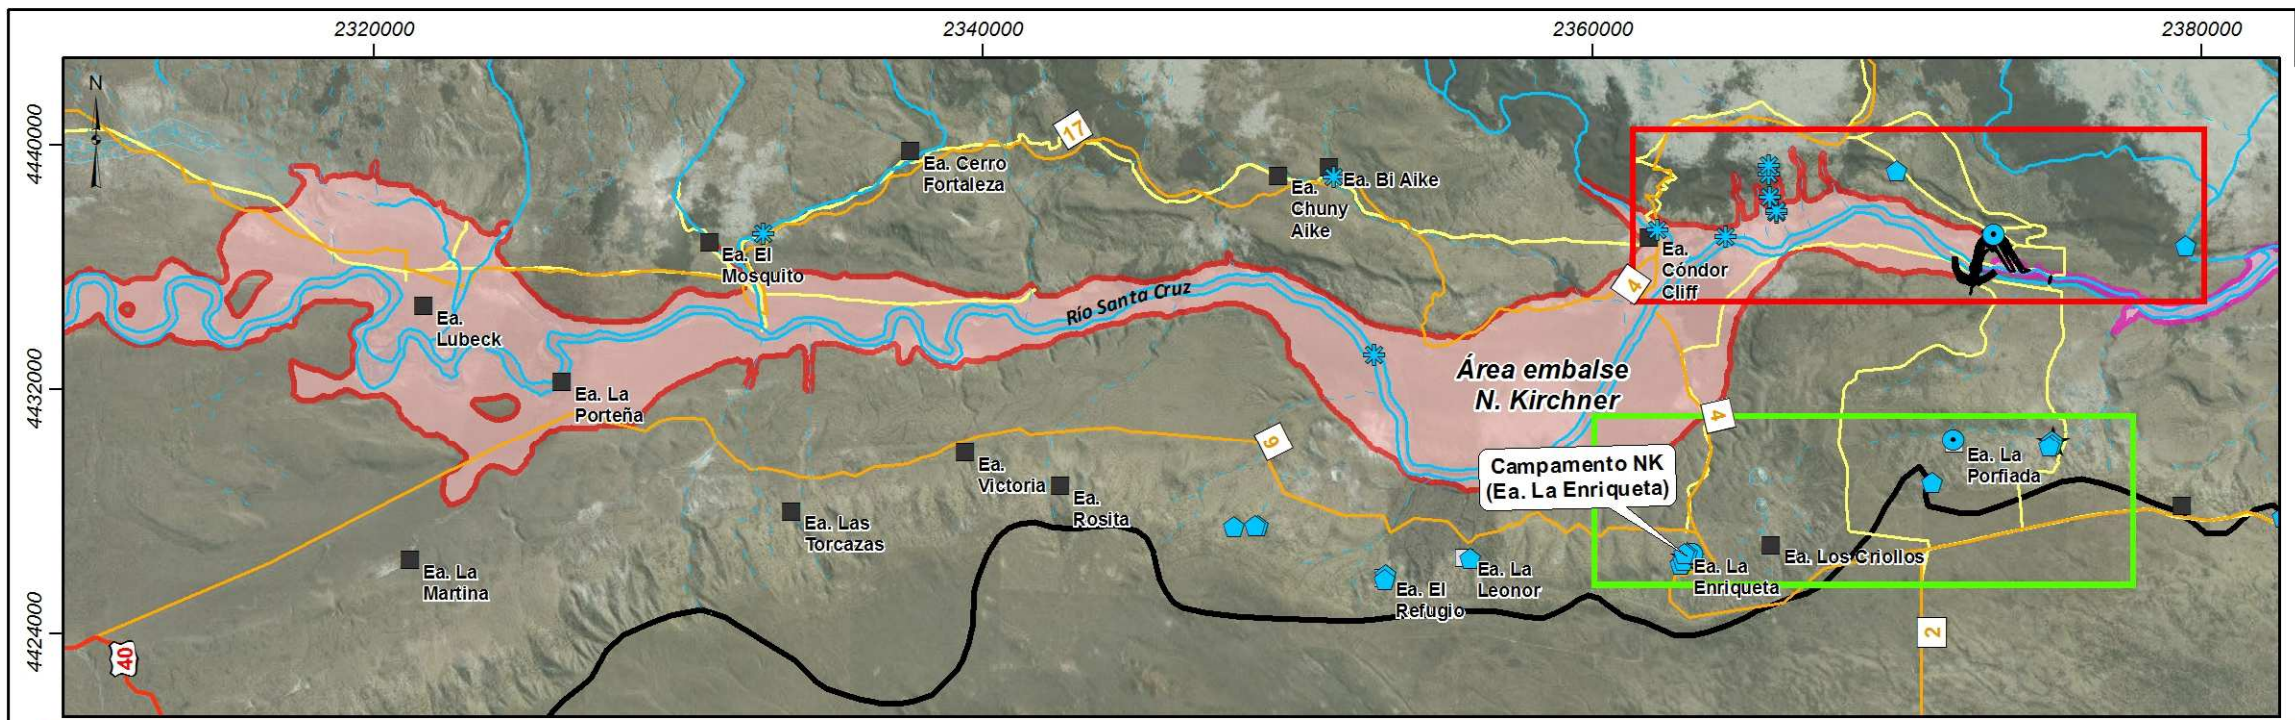 2320000
2340000
2360000
2380000
4440000
4432000
4424000
N
17
Ea. Cerro
Fortaleza
Ea. Bi Aike
Ea.
Chuny
Aike
Ea. El
Mosquito
Ea.
Cóndor
Cliff
4
Río Santa Cruz
Ea.
Lubeck
Área embalse
N. Kirchner
Ea. La
Porteña
4
6
Ea.
Victoria
Ea.
Rosita
Campamento NK
(Ea. La Enriqueta)
Ea. La
Porfiada
Ea. Las
Torcazas
Ea. La
Martina
Ea. Los Criollos
Ea. La
Enriqueta
Ea. La
Leonor
Ea. El
Refugio
40
2